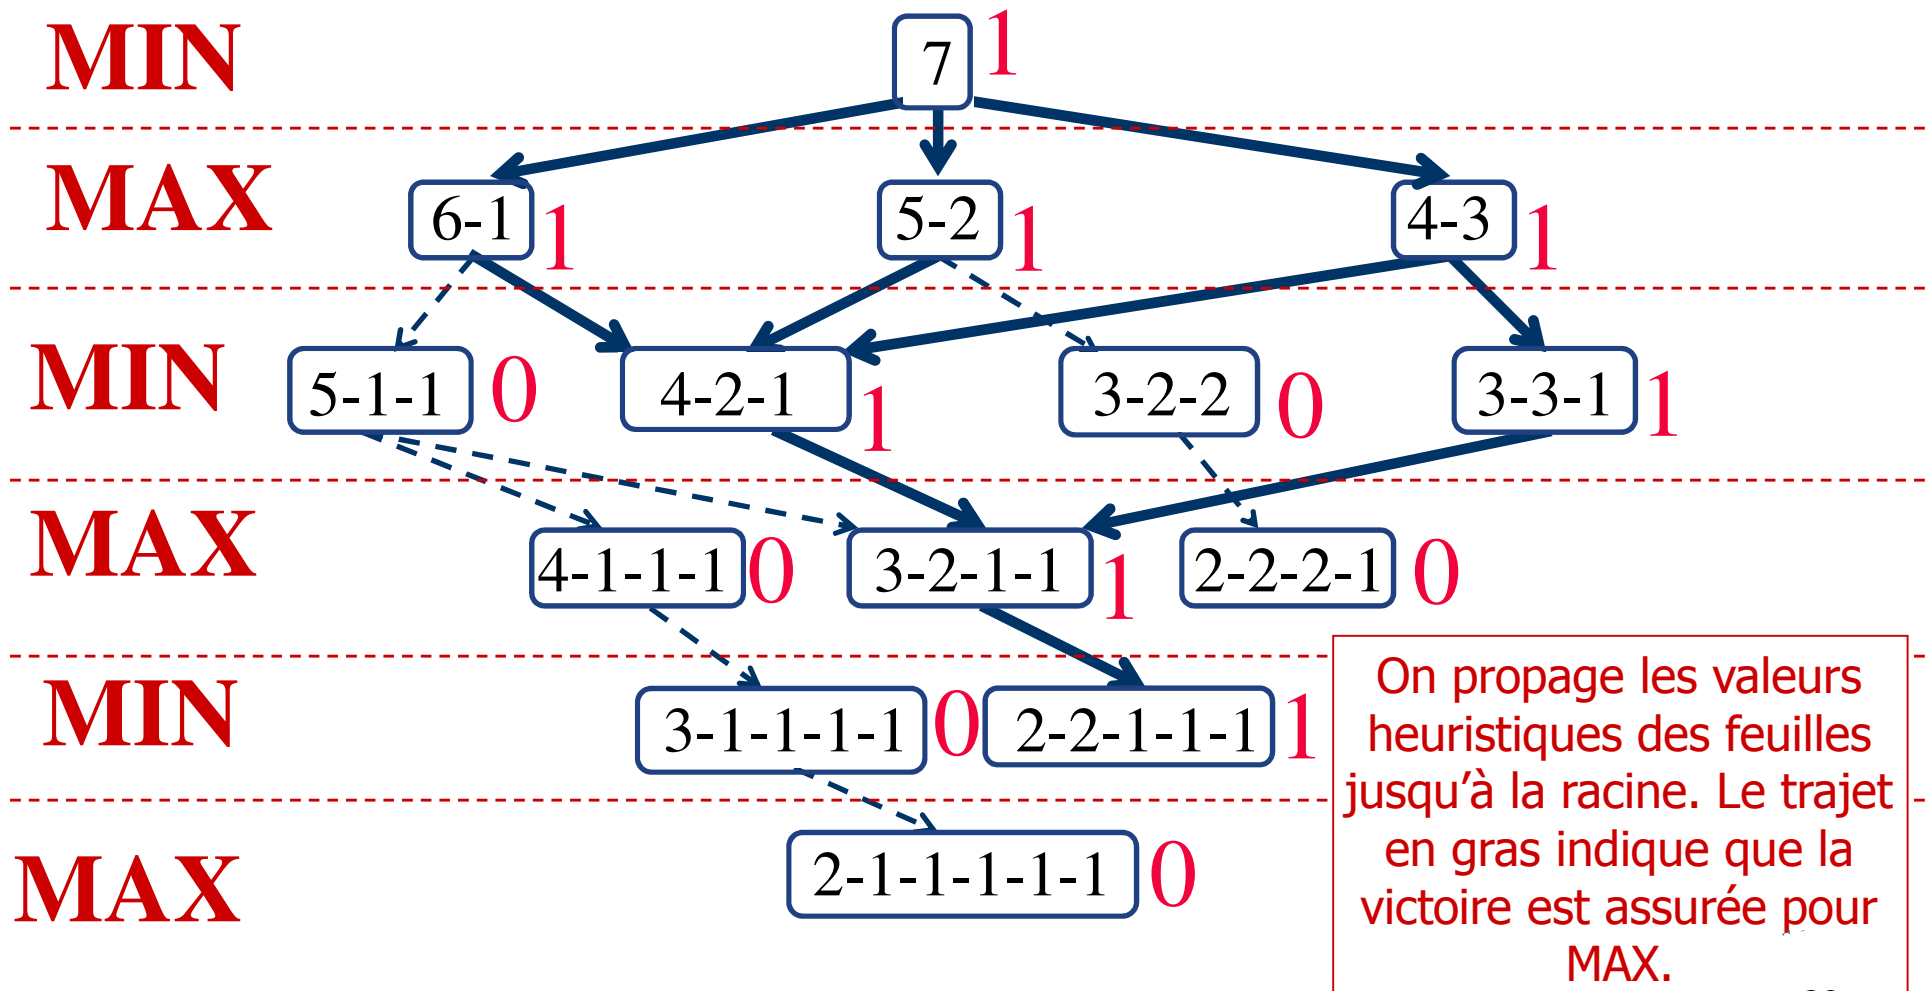 MIN 7 1
MAX 6-1 1 5-2 1 4-3 1
MIN 5-1-1 0 4-2-1 1 3-2-2 0 3-3-1 1
MAX 4-1-1-1 0 3-2-1-1 1 2-2-2-1 0
MIN 3-1-1-1-1 0 2-2-1-1-1 1
MAX 2-1-1-1-1-1 0
On propage les valeurs
heuristiques des feuilles
jusqu’à la racine. Le trajet
en gras indique que la
victoire est assurée pour
MAX.